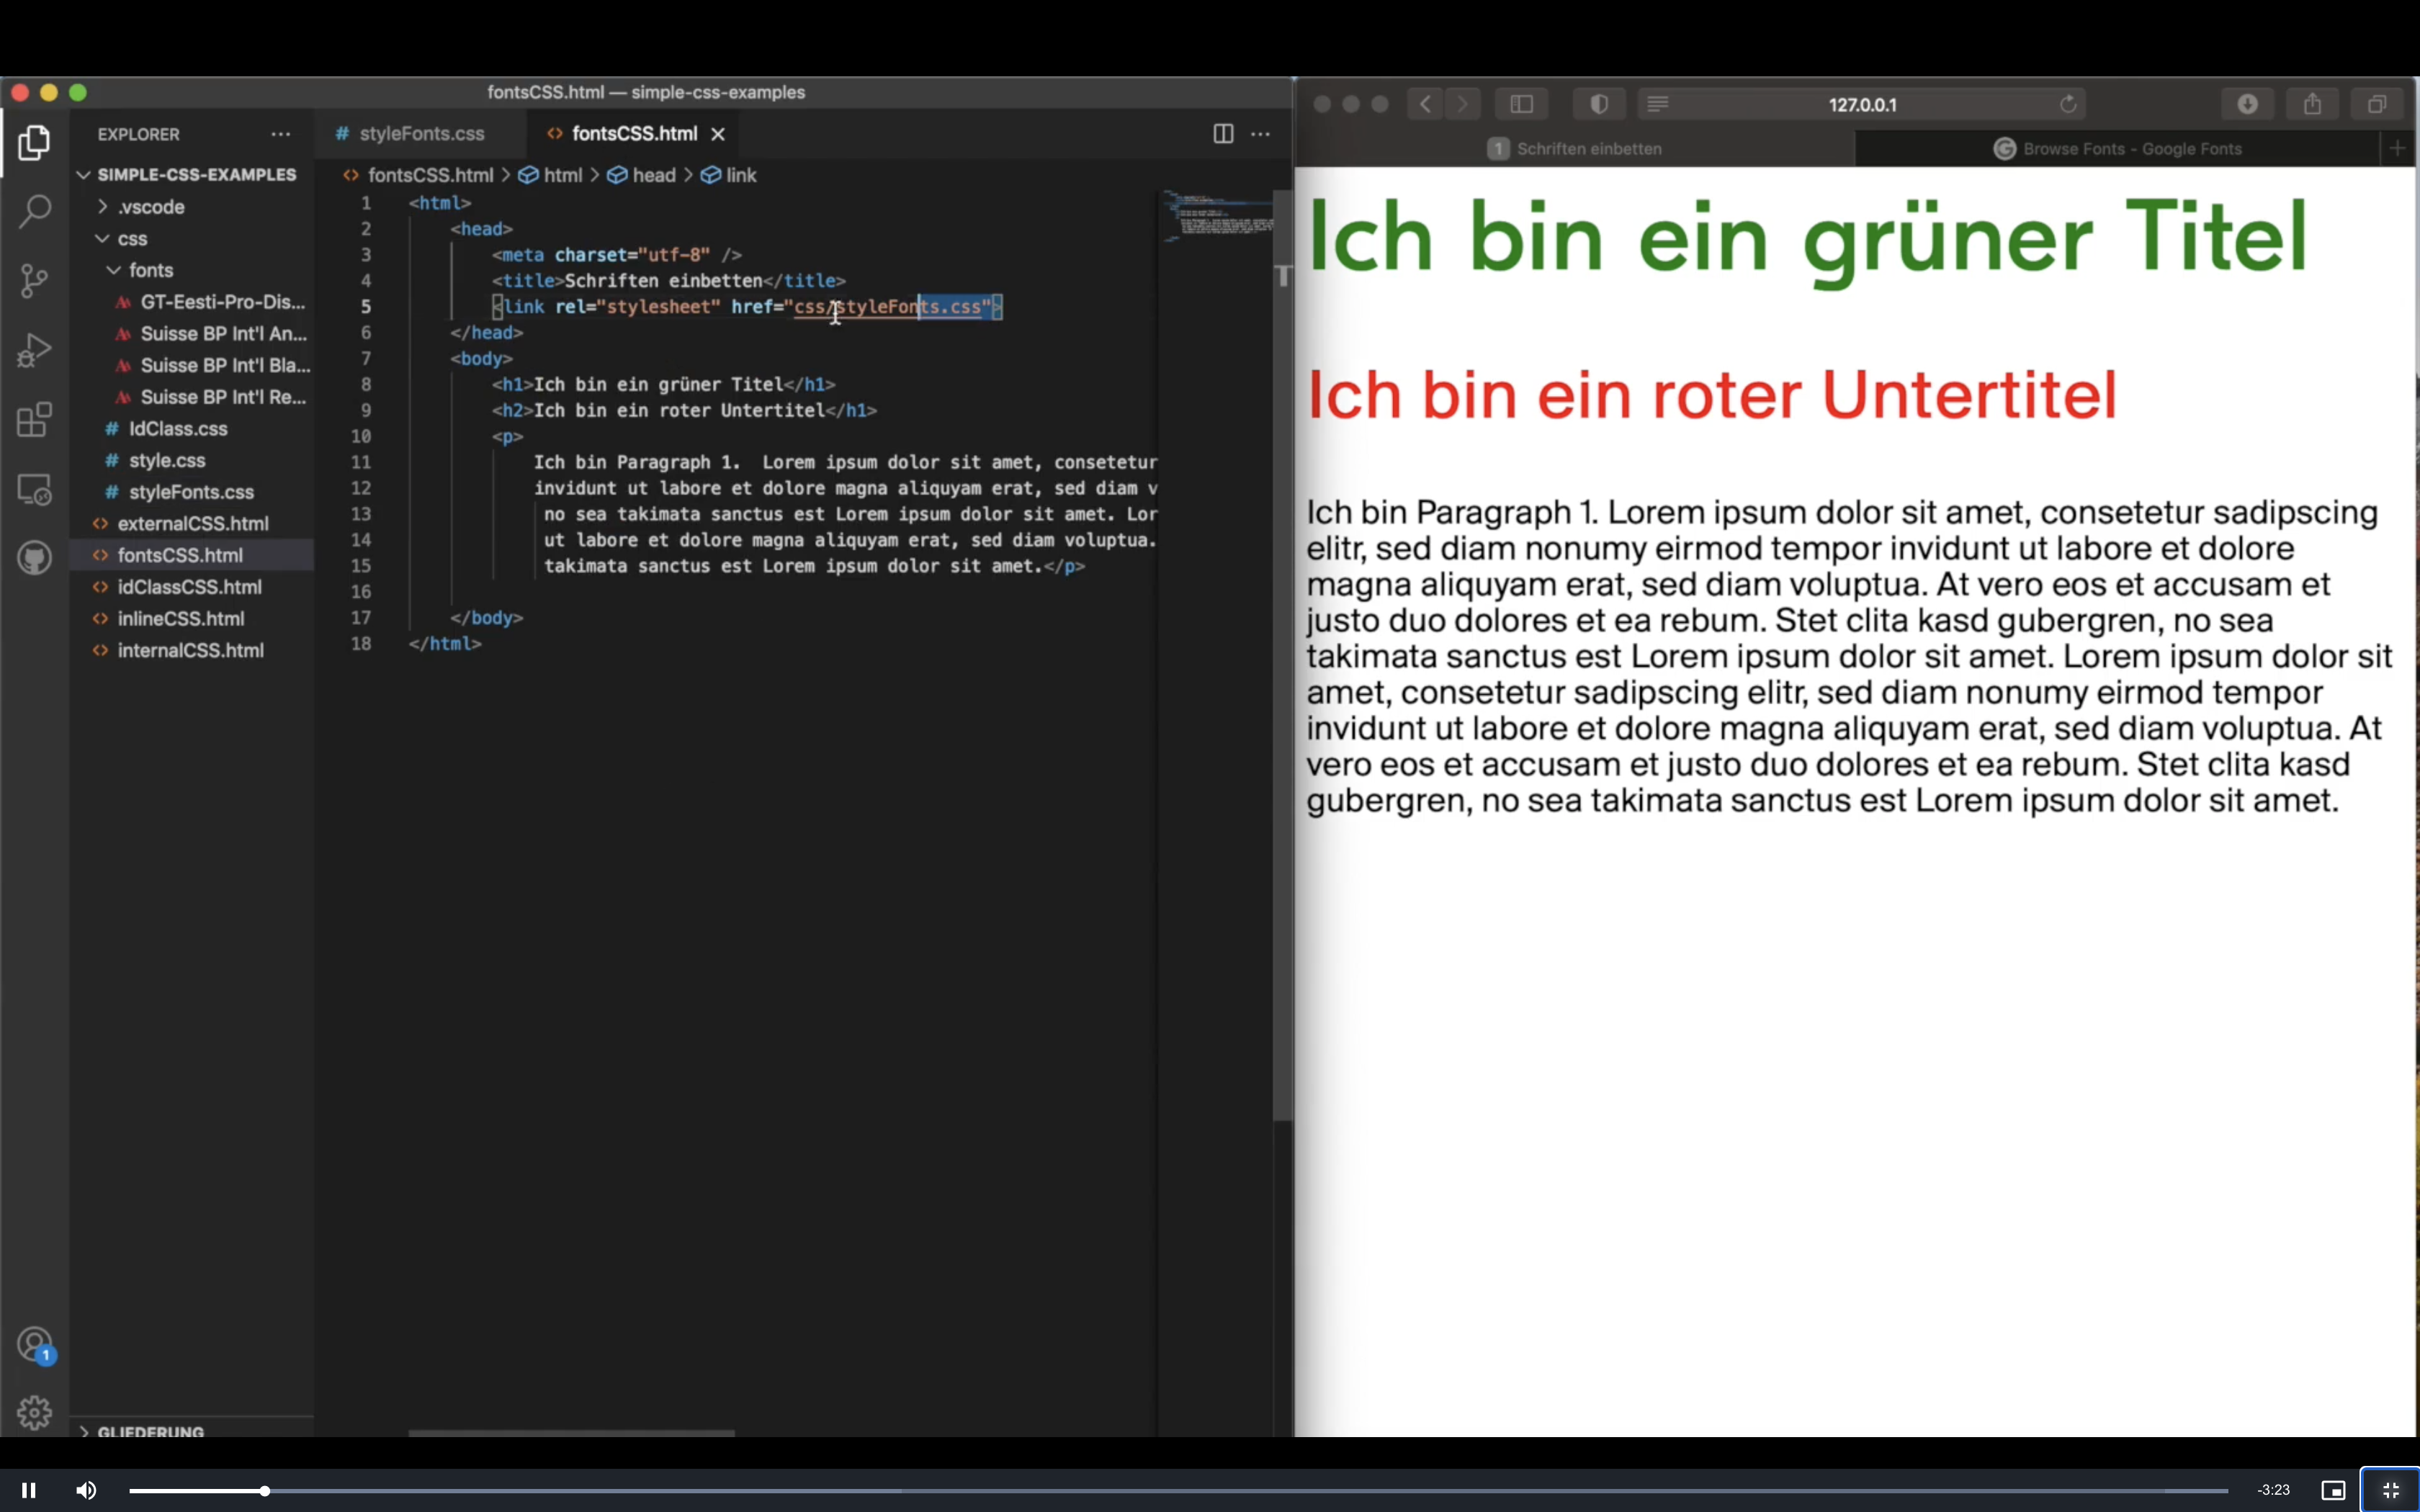 fontsCSS.html — simple-css-examples
EXPLORER
SIMPLE-CSS-EXAMPLES
.vscode
css
fonts
GT-Eesti-Pro-Dis...
Suisse BP Int'l An...
Suisse BP Int'l Bla...
Suisse BP Int'l Re...
IdClass.css
style.css
styleFonts.css
externalCSS.html
fontsCSS.html
idClassCSS.html
inlineCSS.html
internalCSS.html
GLIEDERUNG
1
styleFonts.css
fontsCSS.html
fontsCSS.html > html > head > link
1 <html>
2 <head>
3 <meta charset="utf-8" />
4 <title>Schriften einbetten</title>
5 <link rel="stylesheet" href="css/styleFonts.css">
6 </head>
7 <body>
8 <h1>Ich bin ein grüner Titel</h1>
9 <h2>Ich bin ein roter Untertitel</h1>
10 <p>
11 Ich bin Paragraph 1.  Lorem ipsum dolor sit amet, consetetur
12 invidunt ut labore et dolore magna aliquyam erat, sed diam v
13 no sea takimata sanctus est Lorem ipsum dolor sit amet. Lor
14 ut labore et dolore magna aliquyam erat, sed diam voluptua.
15 takimata sanctus est Lorem ipsum dolor sit amet.</p>
16
17 </body>
18 </html>
127.0.0.1
1 Schriften einbetten
G Browse Fonts - Google Fonts
Ich bin ein grüner Titel
Ich bin ein roter Untertitel
Ich bin Paragraph 1. Lorem ipsum dolor sit amet, consetetur sadipscing
elitr, sed diam nonumy eirmod tempor invidunt ut labore et dolore
magna aliquyam erat, sed diam voluptua. At vero eos et accusam et
justo duo dolores et ea rebum. Stet clita kasd gubergren, no sea
takimata sanctus est Lorem ipsum dolor sit amet. Lorem ipsum dolor sit
amet, consetetur sadipscing elitr, sed diam nonumy eirmod tempor
invidunt ut labore et dolore magna aliquyam erat, sed diam voluptua. At
vero eos et accusam et justo duo dolores et ea rebum. Stet clita kasd
gubergren, no sea takimata sanctus est Lorem ipsum dolor sit amet.
-3:23